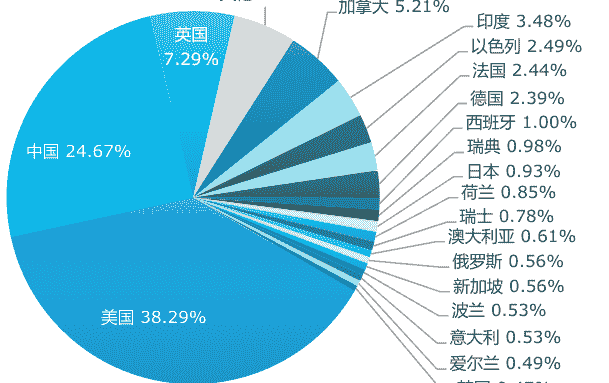 加拿大 5.21%
英国
7.29%
印度 3.48%
以色列 2.49%
法国 2.44%
德国 2.39%
西班牙 1.00%
瑞典 0.98%
中国 24.67%
日本 0.93%
荷兰 0.85%
瑞士 0.78%
澳大利亚 0.61%
俄罗斯 0.56%
新加坡 0.56%
波兰 0.53%
美国 38.29%
意大利 0.53%
爱尔兰 0.49%